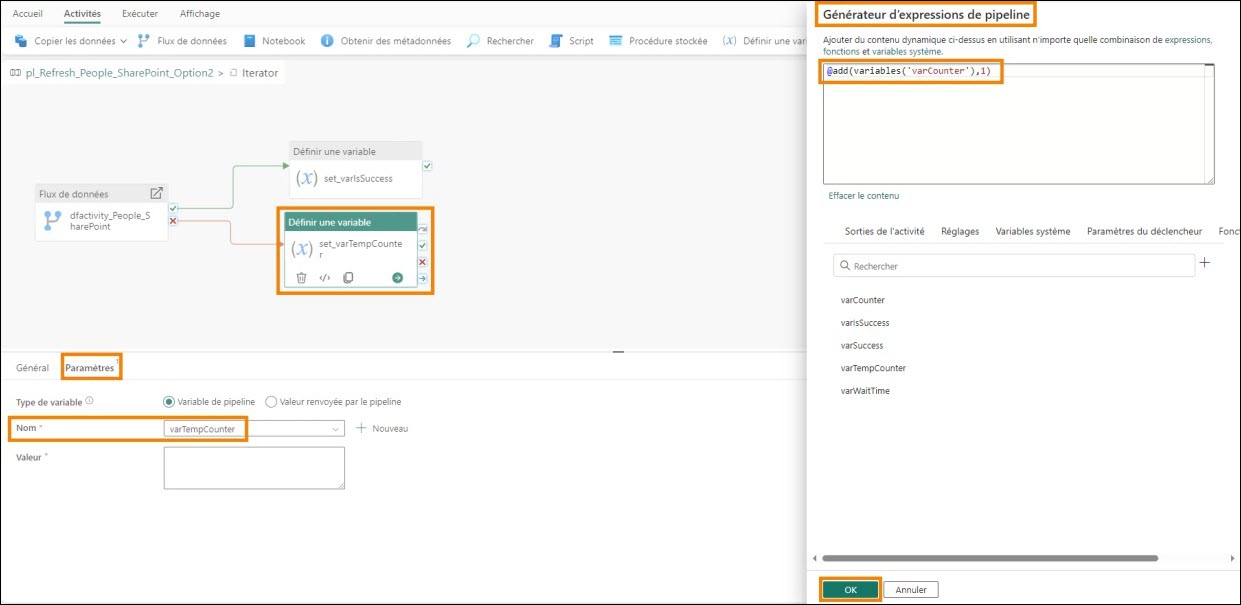 Accueil Activités Exécuter Affichage
Copier les données Flux de données Notebook Obtenir des métadonnées Rechercher Script Procédure stockée (x) Définir une var
pl_Refresh_People_SharePoint_Option2 > Iterator
Définir une variable
(x) set_varIsSuccess
Flux de données
dfactivity_People_S
harePoint
Définir une variable
(x) set_varTempCounte
r
Général Paramètres 1
Type de variable Variable de pipeline Valeur renvoyée par le pipeline
Nom * varTempCounter + Nouveau
Valeur *
Générateur d'expressions de pipeline
Ajouter du contenu dynamique ci-dessus en utilisant n'importe quelle combinaison de expressions,
fonctions et variables système.
@add(variables('varCounter'),1)
Effacer le contenu
Sorties de l'activité Réglages Variables système Paramètres du déclencheur Fonc
Rechercher
varCounter
varIsSuccess
varSuccess
varTempCounter
varWaitTime
OK Annuler